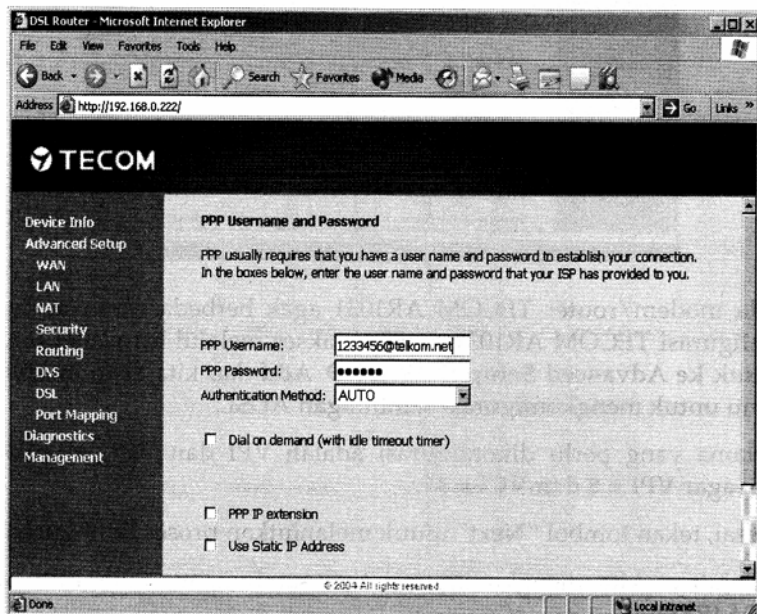 DSL Router - Microsoft Internet Explorer
File Edit View Favorites Tools Help
Back Search Favorites Media
Address http://192.168.0.222/ Go Links »
TECOM
Device Info
Advanced Setup
WAN
LAN
NAT
Security
Routing
DNS
DSL
Port Mapping
Diagnostics
Management
PPP Username and Password
PPP usually requires that you have a user name and password to establish your connection.
In the boxes below, enter the user name and password that your ISP has provided to you.
PPP Username: 1233456@telkom.net
PPP Password: ●●●●●●
Authentication Method: AUTO
Dial on demand (with idle timeout timer)
PPP IP extension
Use Static IP Address
© 2004 All rights reserved
Done Local intranet